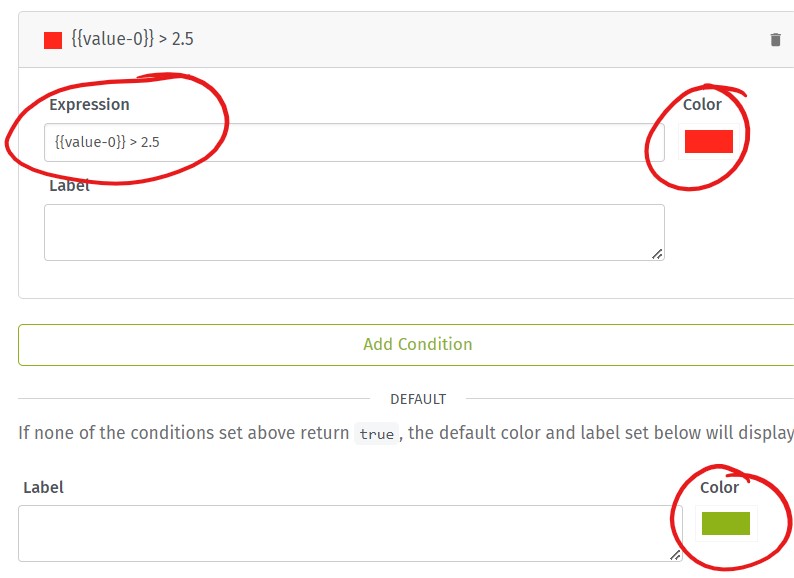 {{value-0}} > 2.5
Expression
Color
{{value-0}} > 2.5
Label
Add Condition
DEFAULT
If none of the conditions set above return true, the default color and label set below will display
Label
Color